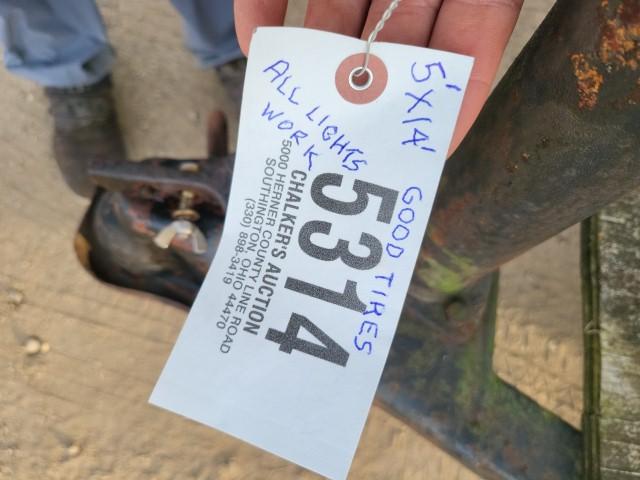 5' X 14' GOOD TIRES
ALL LIGHTS
WORK
5314
CHALKER'S AUCTION
5000 HERNER COUNTY LINE ROAD
SOUTHINGTON, OHIO 44470
(330) 898-3419